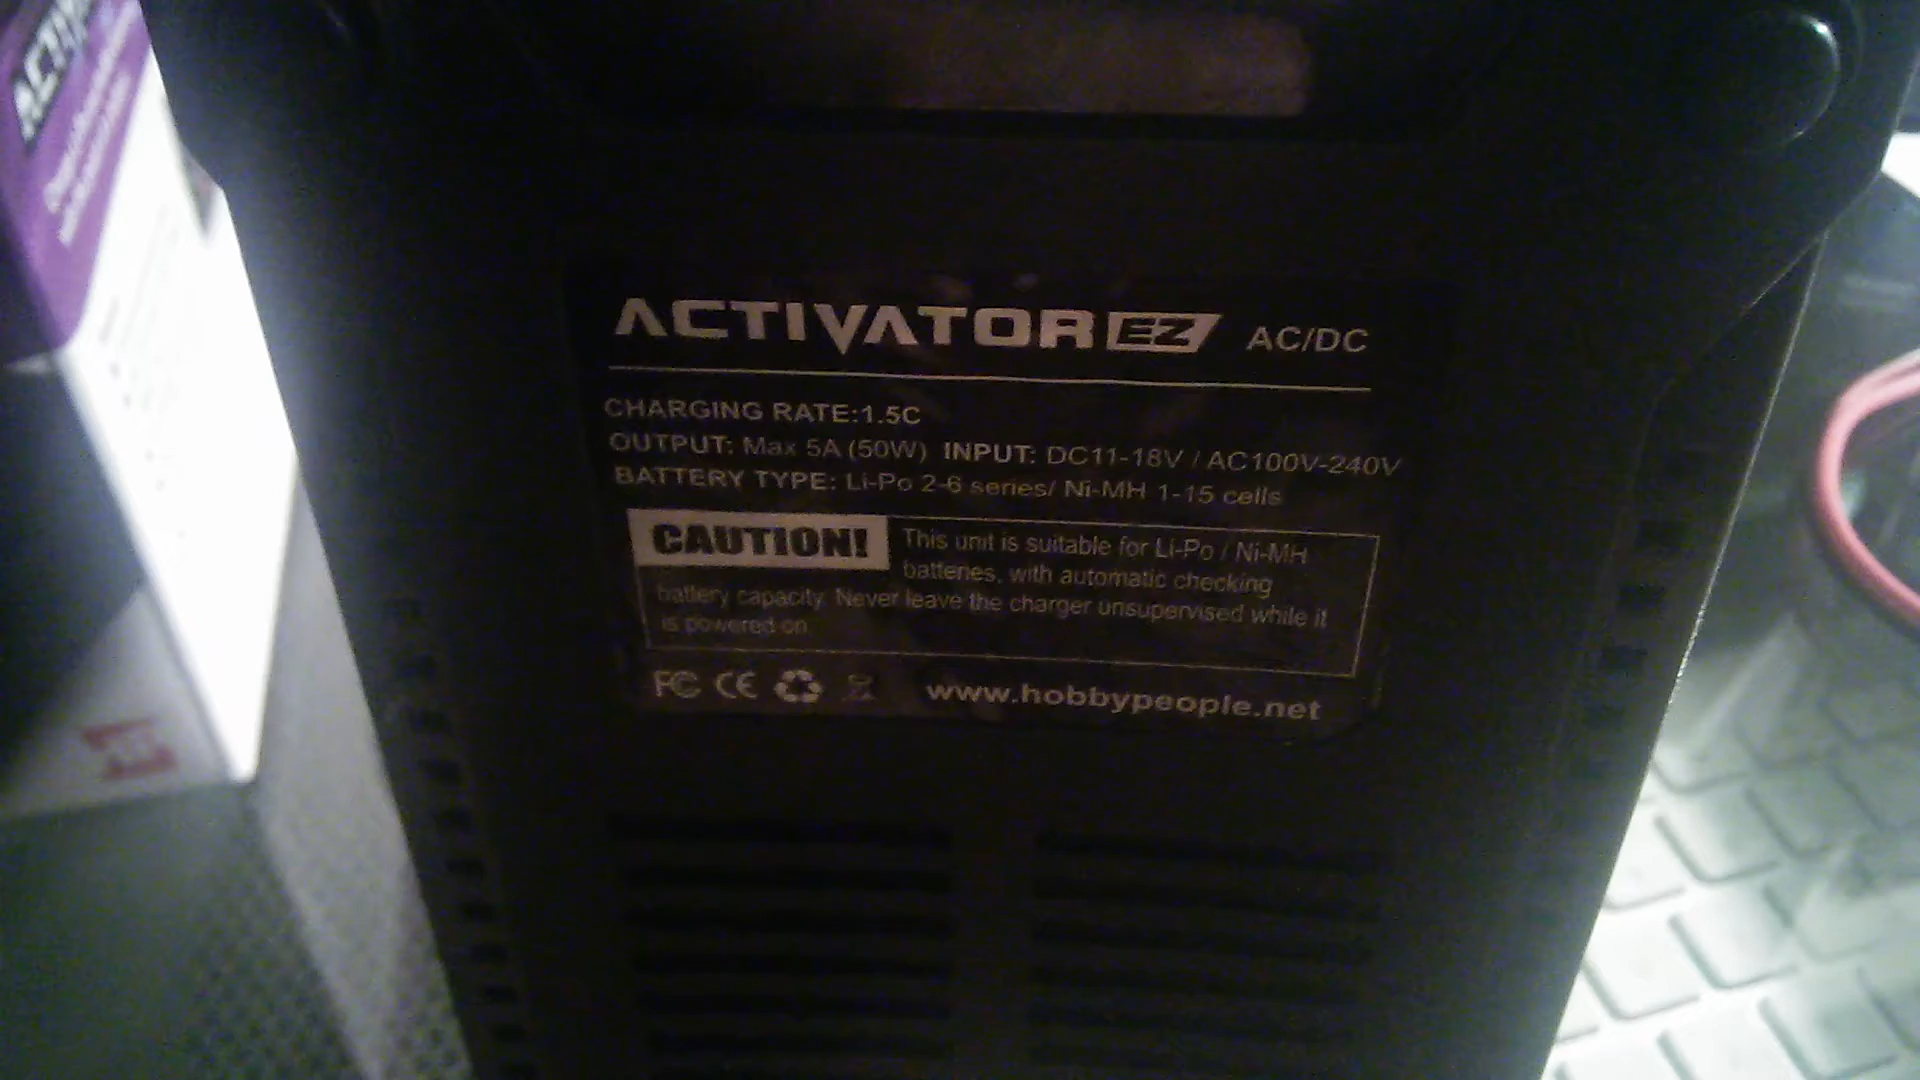 ACTIVATOR EZ AC/DC
CHARGING RATE:1.5C
OUTPUT: Max 5A (50W) INPUT: DC11-18V / AC100V-240V
BATTERY TYPE: Li-Po 2-6 series/ Ni-MH 1-15 cells
CAUTION! This unit is suitable for Li-Po / Ni-MH
batteries, with automatic checking
battery capacity. Never leave the charger unsupervised while it
is powered on.
FC CE www.hobbypeople.net